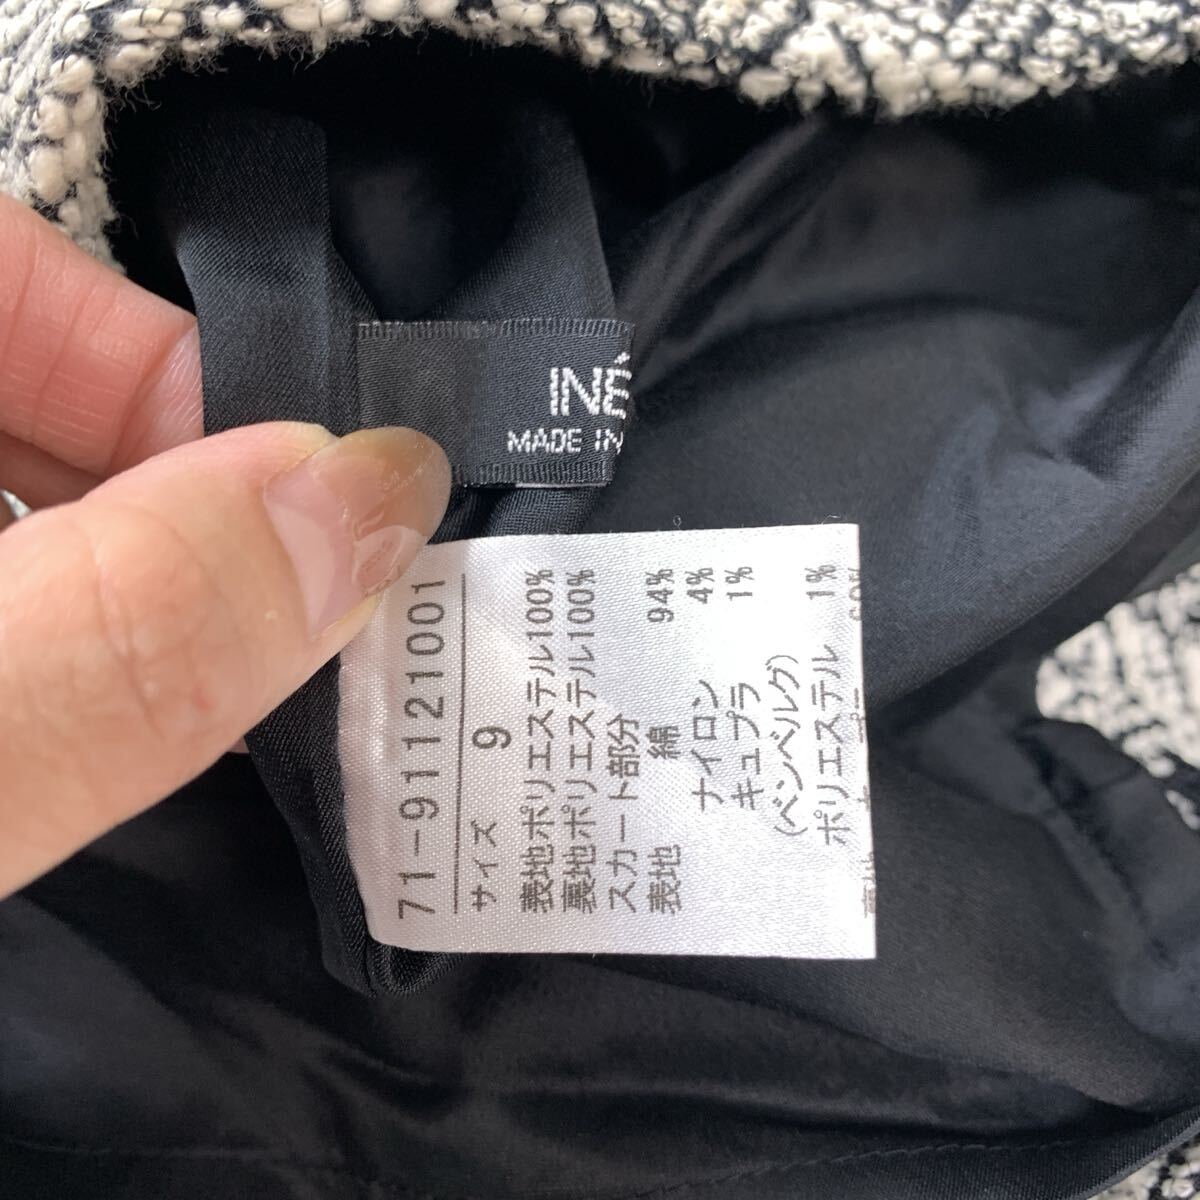 INÉ
MADE IN
71-91121001
サイズ 9
表地ポリエステル100%
裏地ポリエステル100%
スカート部分
表地 綿 94%
ナイロン 4%
キュプラ 1%
(ベンベルグ)
ポリエステル 1%